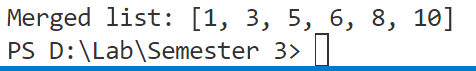 Merged list: [1, 3, 5, 6, 8, 10]
PS D:\Lab\Semester 3>